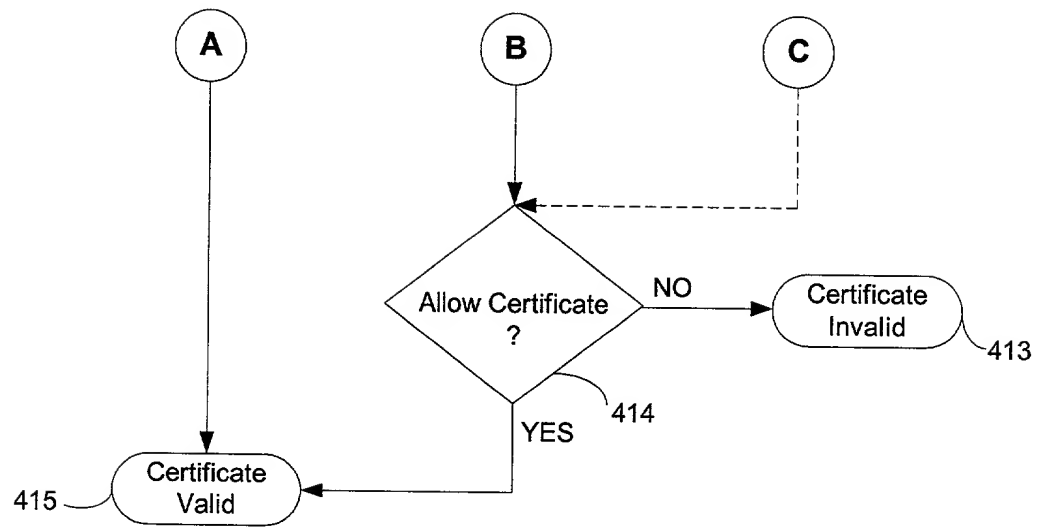 A
B
C
Allow Certificate
?
NO
Certificate
Invalid
413
414
YES
Certificate
Valid
415